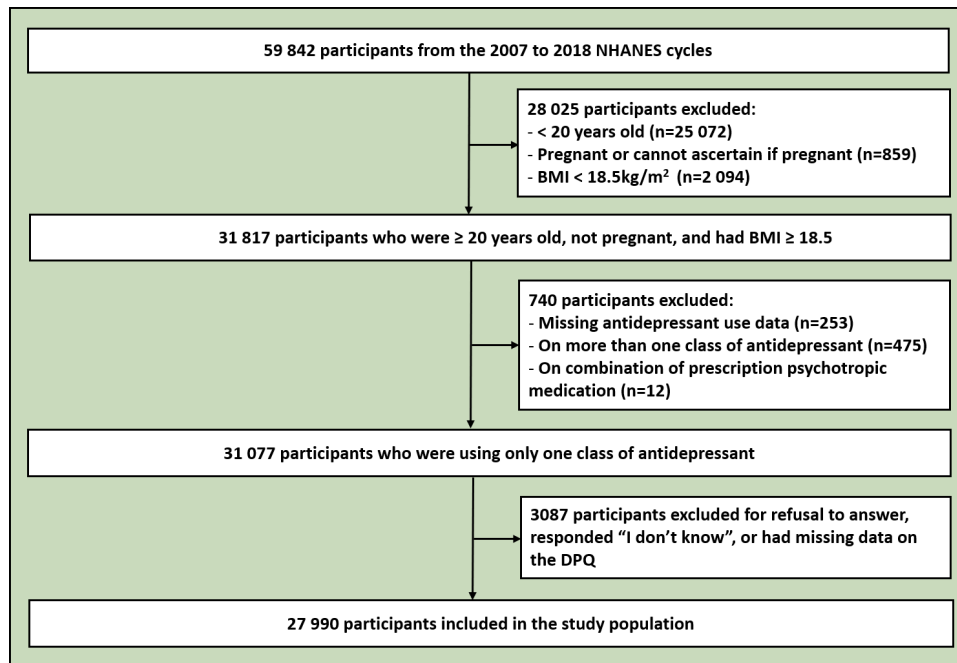 59 842 participants from the 2007 to 2018 NHANES cycles
28 025 participants excluded:
- < 20 years old (n=25 072)
- Pregnant or cannot ascertain if pregnant (n=859)
- BMI < 18.5kg/m² (n=2 094)
31 817 participants who were ≥ 20 years old, not pregnant, and had BMI ≥ 18.5
740 participants excluded:
- Missing antidepressant use data (n=253)
- On more than one class of antidepressant (n=475)
- On combination of prescription psychotropic
medication (n=12)
31 077 participants who were using only one class of antidepressant
3087 participants excluded for refusal to answer,
responded “I don’t know”, or had missing data on
the DPQ
27 990 participants included in the study population